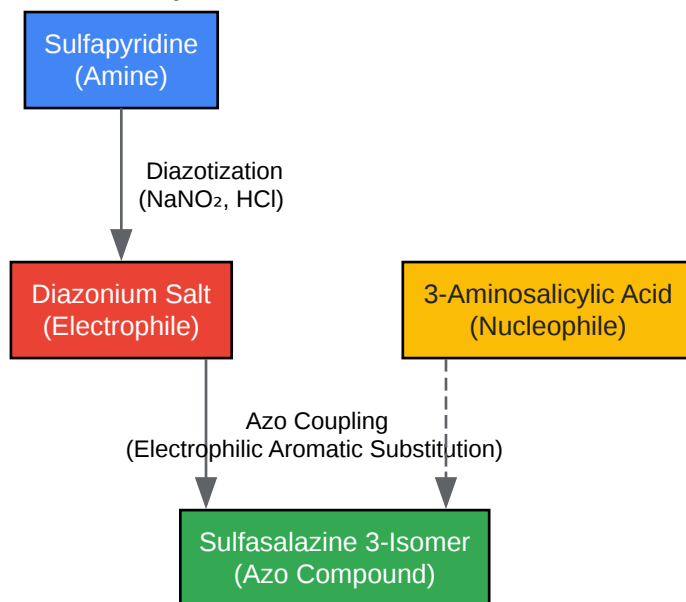 Sulfapyridine
(Amine)
Diazotization
(NaNO₂, HCl)
Diazonium Salt
(Electrophile)
3-Aminosalicylic Acid
(Nucleophile)
Azo Coupling
(Electrophilic Aromatic Substitution)
Sulfasalazine 3-Isomer
(Azo Compound)